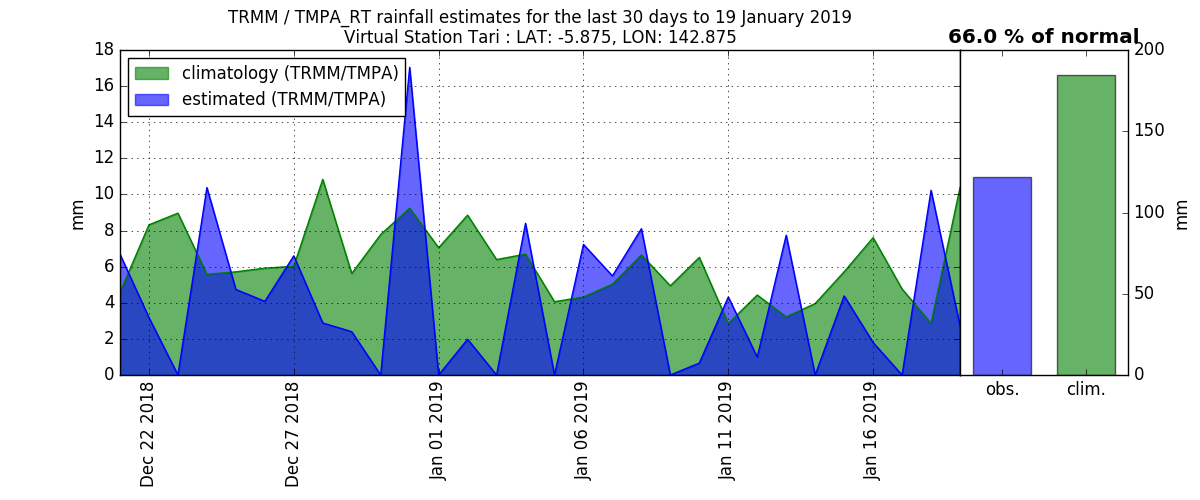 TRMM / TMPA_RT rainfall estimates for the last 30 days to 19 January 2019
Virtual Station Tari : LAT: -5.875, LON: 142.875
66.0 % of normal
climatology (TRMM/TMPA)
estimated (TRMM/TMPA)
mm
18
16
14
12
10
8
6
4
2
0
Dec 22 2018
Dec 27 2018
Jan 01 2019
Jan 06 2019
Jan 11 2019
Jan 16 2019
200
150
100
50
0
mm
obs.
clim.